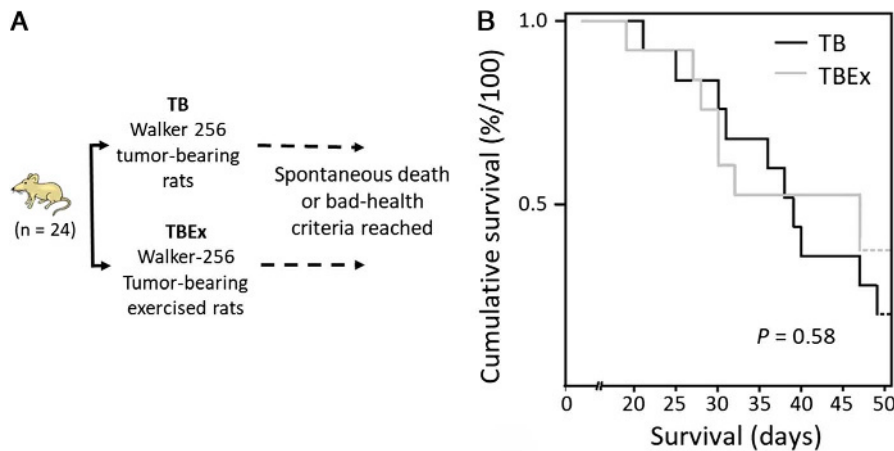 A
TB
Walker 256
tumor-bearing
rats
(n = 24)
TBEx
Walker-256
Tumor-bearing
exercised rats
Spontaneous death
or bad-health
criteria reached
B
Cumulative survival (%/100)
1.0
0.5
TB
TBEx
P = 0.58
0 20 25 30 35 40 45 50
Survival (days)